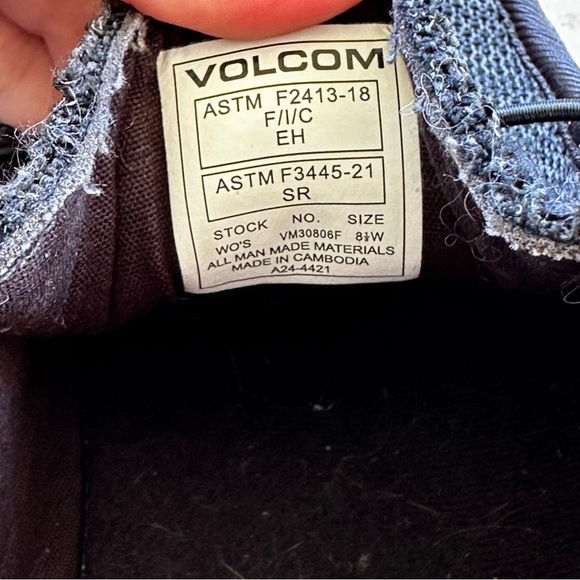 VOLCOM
ASTM F2413-18
F/I/C
EH
ASTM F3445-21
SR
STOCK NO. SIZE
WO'S VM30806F 8½W
ALL MAN MADE MATERIALS
MADE IN CAMBODIA
A24-4421